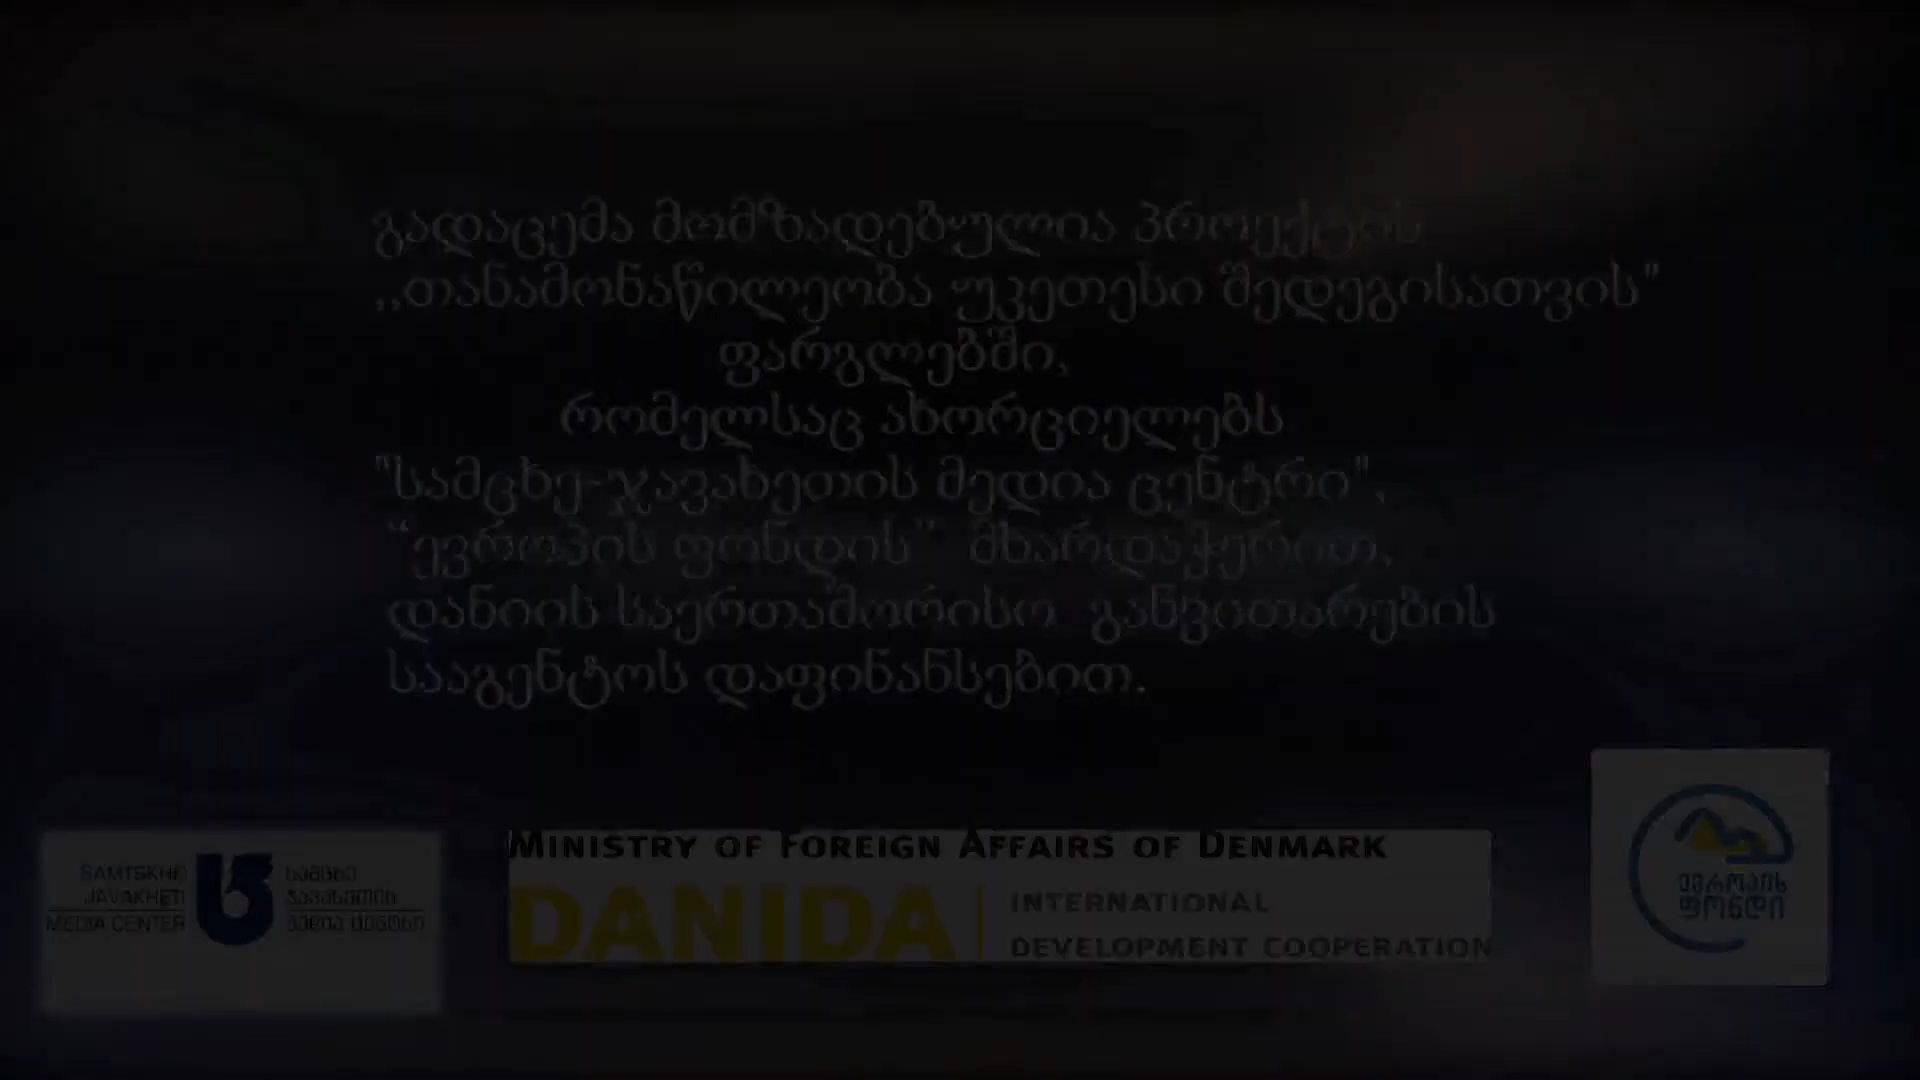 გადაცემა მომზადებულია პროექტის
,,თანამონაწილეობა უკეთესი შედეგისათვის"
ფარგლებში,
რომელსაც ახორციელებს
"სამცხე-ჯავახეთის მედია ცენტრი",
“ევროპის ფონდის” მხარდაჭერით,
დანიის საერთაშორისო განვითარების
სააგენტოს დაფინანსებით.
SAMTSKHE
JAVAKHETI
MEDIA CENTER
სამცხე
ჯავახეთის
მედია ცენტრი
MINISTRY OF FOREIGN AFFAIRS OF DENMARK
DANIDA
INTERNATIONAL
DEVELOPMENT COOPERATION
ევროპის
ფონდი